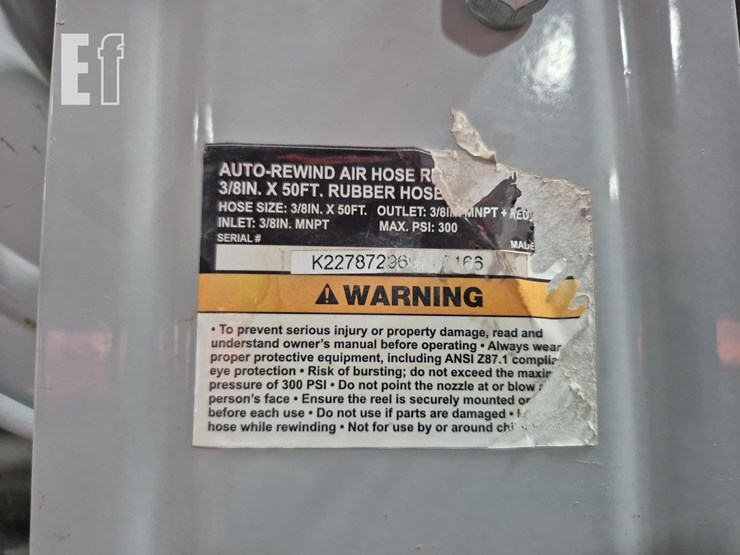 Ef
AUTO-REWIND AIR HOSE
3/8IN. X 50FT. RUBBER HOSE
HOSE SIZE: 3/8IN. X 50FT. OUTLET: 3/8IN. MNPT +
INLET: 3/8IN. MNPT MAX. PSI: 300
SERIAL # MADE
⚠ WARNING
• To prevent serious injury or property damage, read and
understand owner's manual before operating • Always wear
proper protective equipment, including ANSI Z87.1
eye protection • Risk of bursting; do not exceed the
pressure of 300 PSI • Do not point the nozzle at or blow
person's face • Ensure the reel is securely mounted
before each use • Do not use if parts are damaged •
hose while rewinding • Not for use by or around